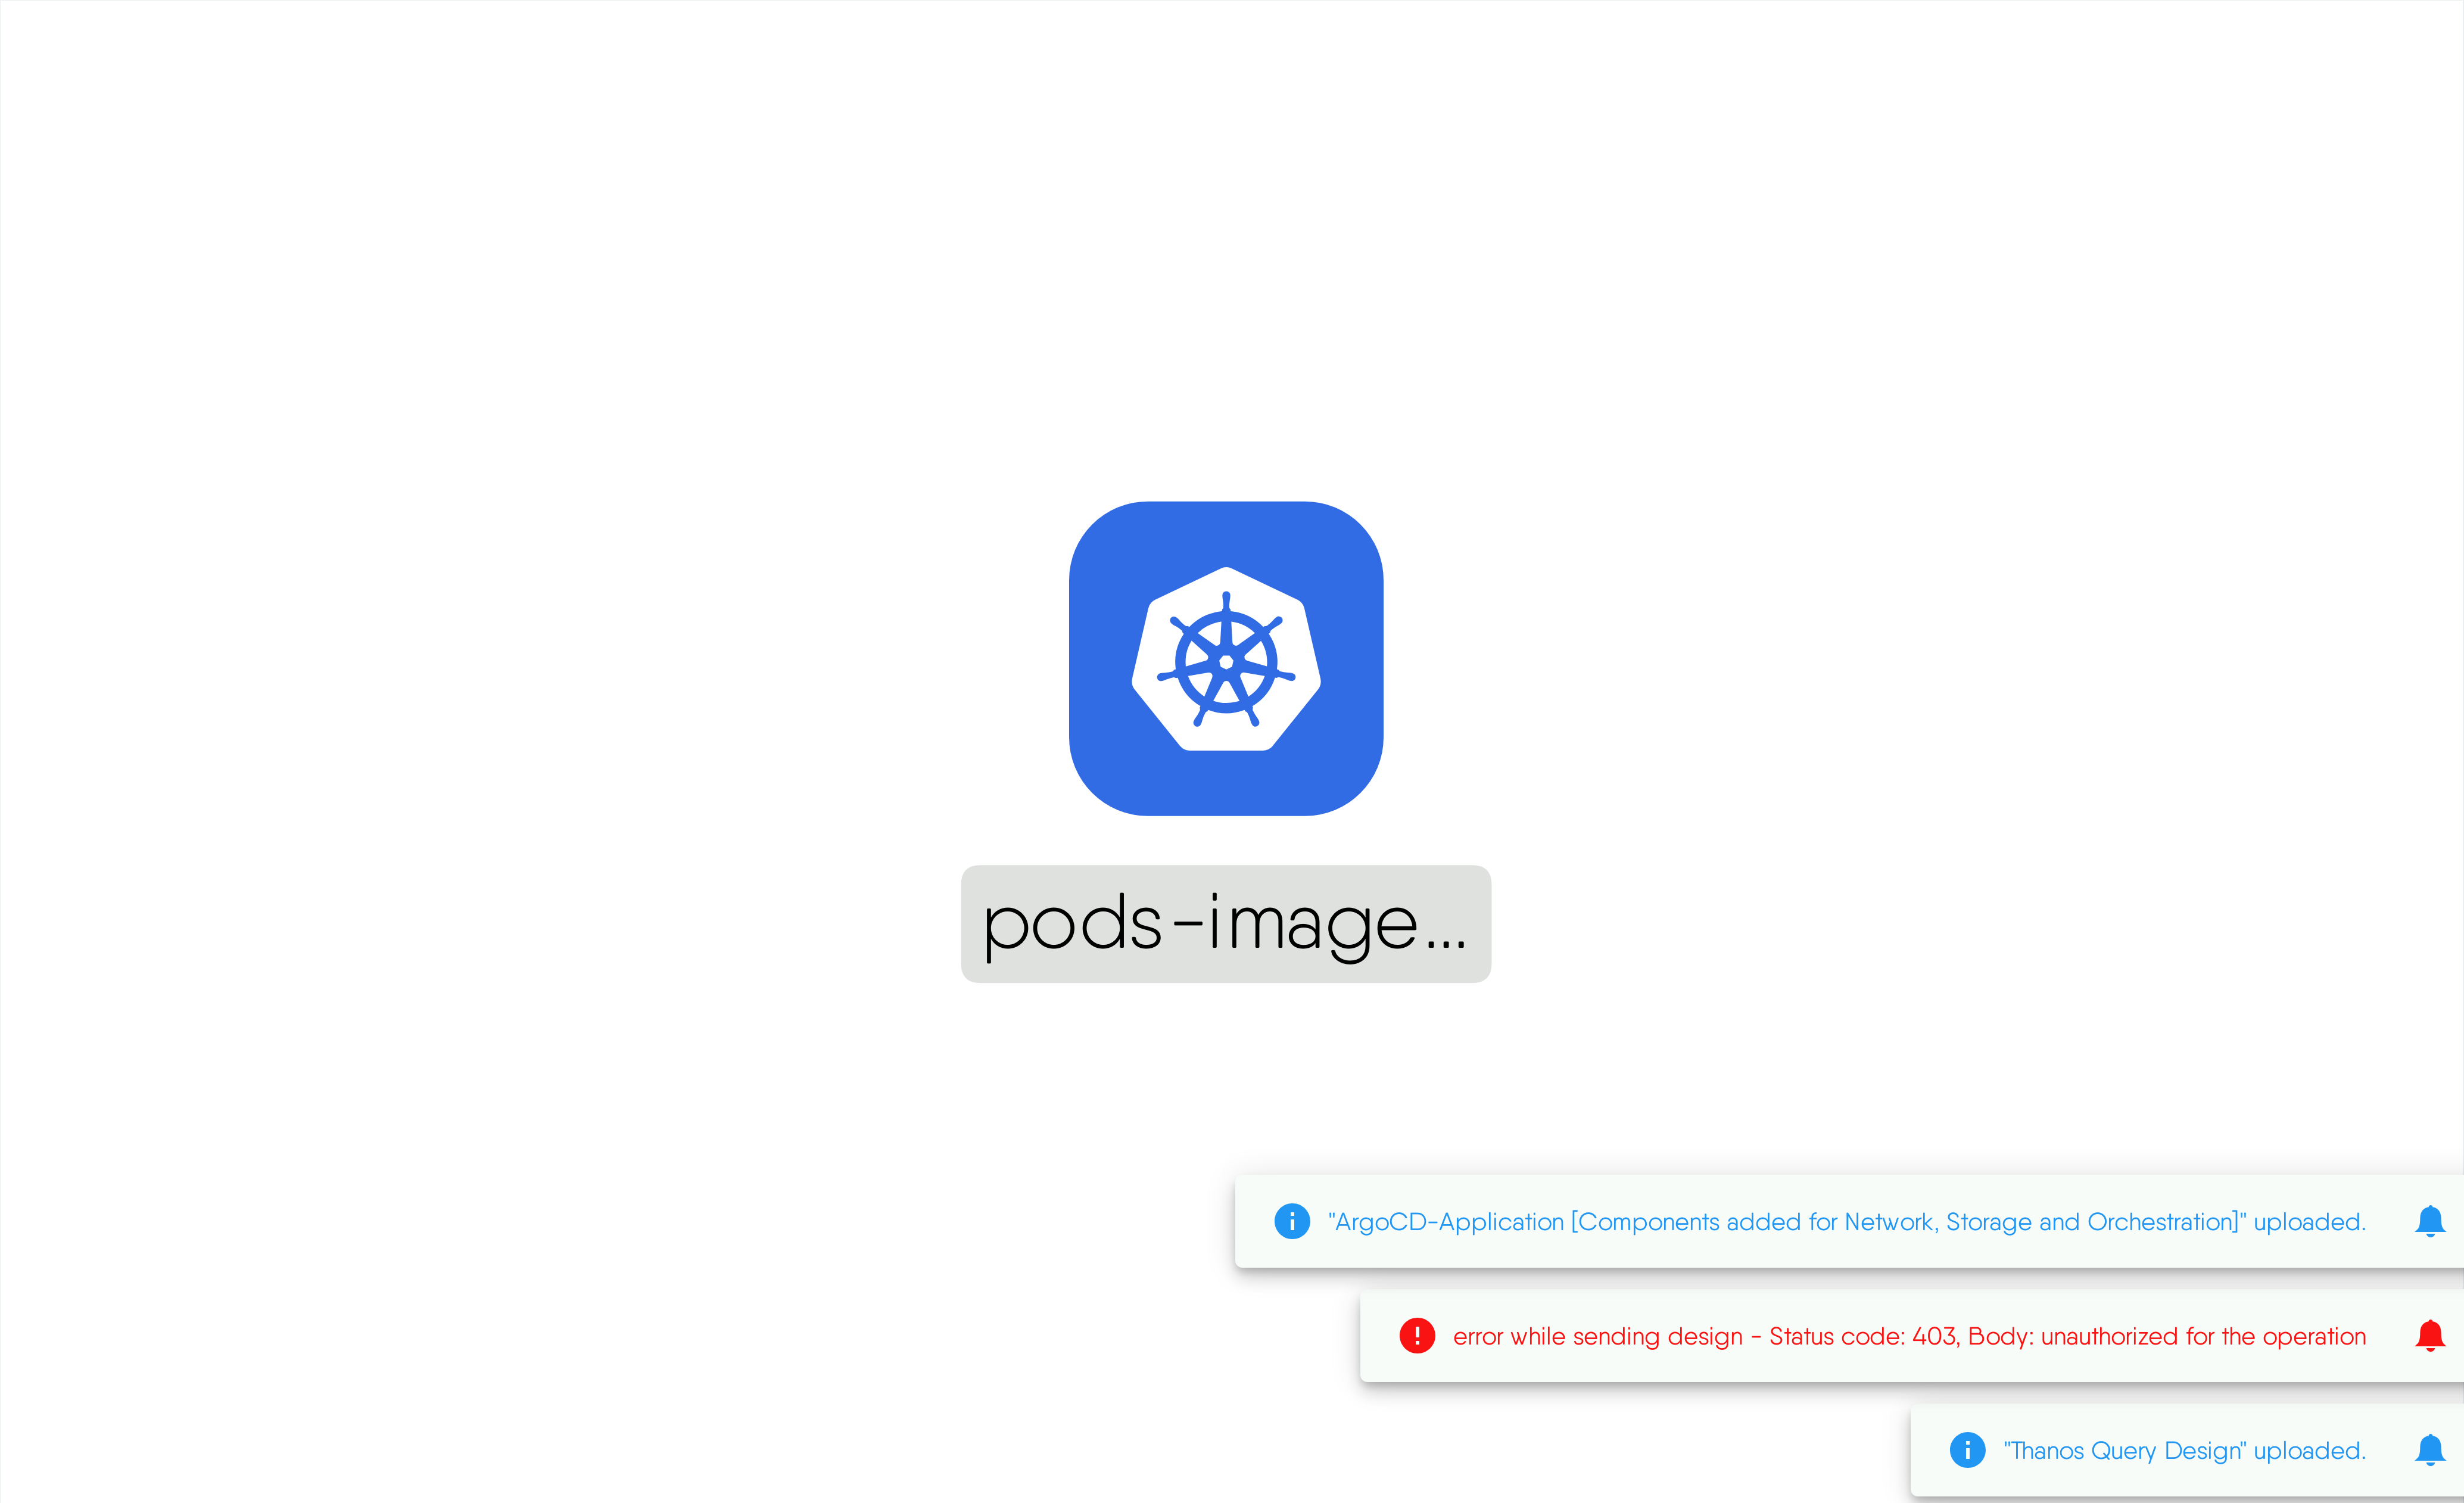 pods-image...
"ArgoCD-Application [Components added for Network, Storage and Orchestration]" uploaded.
error while sending design - Status code: 403, Body: unauthorized for the operation
"Thanos Query Design" uploaded.